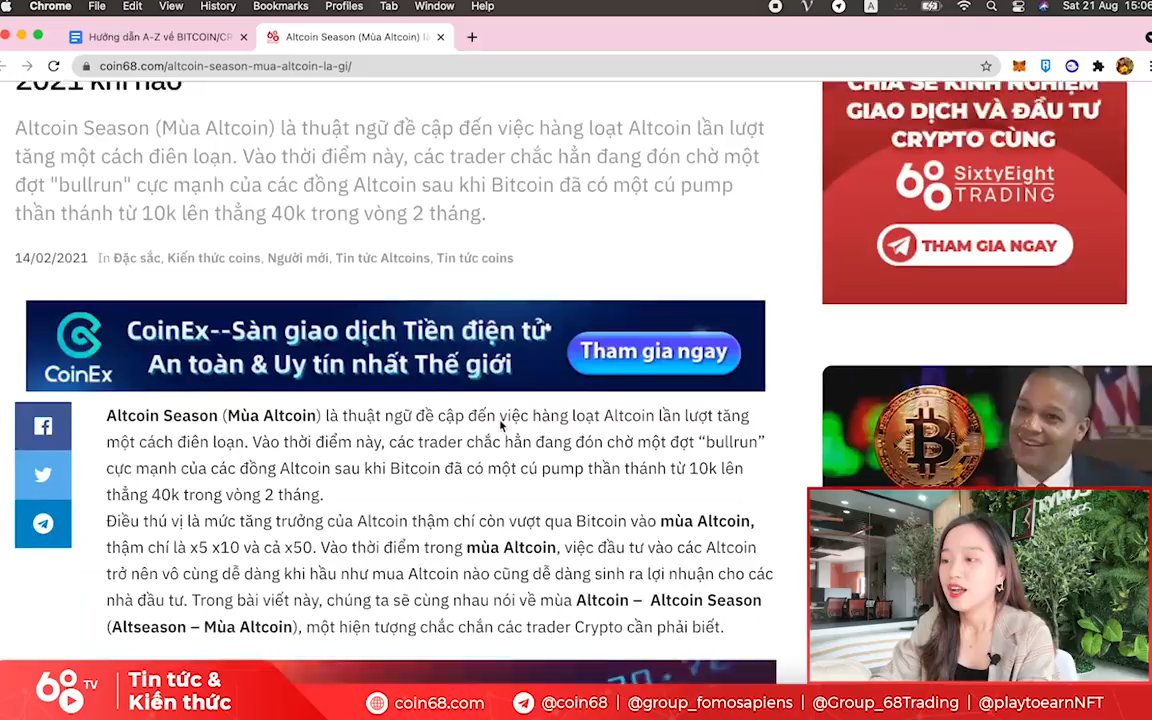 Chrome File Edit View History Bookmarks Profiles Tab Window Help
Sat 21 Aug 15:06
Hướng dẫn A-Z về BITCOIN/CR
Altcoin Season (Mùa Altcoin) là
coin68.com/altcoin-season-mua-altcoin-la-gi/
2021 khi nào
Altcoin Season (Mùa Altcoin) là thuật ngữ đề cập đến việc hàng loạt Altcoin lần lượt
tăng một cách điên loạn. Vào thời điểm này, các trader chắc hẳn đang đón chờ một
đợt "bullrun" cực mạnh của các đồng Altcoin sau khi Bitcoin đã có một cú pump
thần thánh từ 10k lên thẳng 40k trong vòng 2 tháng.
14/02/2021 In Đặc sắc, Kiến thức coins, Người mới, Tin tức Altcoins, Tin tức coins
CHIA SẺ KINH NGHIỆM
GIAO DỊCH VÀ ĐẦU TƯ
CRYPTO CÙNG
68 SixtyEight
TRADING
THAM GIA NGAY
CoinEx
CoinEx--Sàn giao dịch Tiền điện tử
An toàn & Uy tín nhất Thế giới
Tham gia ngay
Altcoin Season (Mùa Altcoin) là thuật ngữ đề cập đến việc hàng loạt Altcoin lần lượt tăng
một cách điên loạn. Vào thời điểm này, các trader chắc hẳn đang đón chờ một đợt “bullrun”
cực mạnh của các đồng Altcoin sau khi Bitcoin đã có một cú pump thần thánh từ 10k lên
thẳng 40k trong vòng 2 tháng.
Điều thú vị là mức tăng trưởng của Altcoin thậm chí còn vượt qua Bitcoin vào mùa Altcoin,
thậm chí là x5 x10 và cả x50. Vào thời điểm trong mùa Altcoin, việc đầu tư vào các Altcoin
trở nên vô cùng dễ dàng khi hầu như mua Altcoin nào cũng dễ dàng sinh ra lợi nhuận cho các
nhà đầu tư. Trong bài viết này, chúng ta sẽ cùng nhau nói về mùa Altcoin – Altcoin Season
(Altseason – Mùa Altcoin), một hiện tượng chắc chắn các trader Crypto cần phải biết.
68 TV
Tin tức &
Kiến thức
coin68.com
@coin68 | @group_fomosapiens | @Group_68Trading | @playtoearnNFT